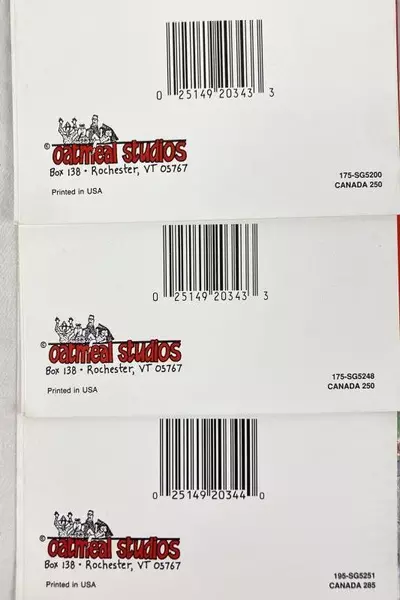 0 25149 20343 3
© oatmeal studios
Box 138 • Rochester, VT 05767
Printed in USA
175-SG5200
CANADA 250
0 25149 20343 3
© oatmeal studios
Box 138 • Rochester, VT 05767
Printed in USA
175-SG5248
CANADA 250
0 25149 20344 0
© oatmeal studios
Box 138 • Rochester, VT 05767
Printed in USA
195-SG5251
CANADA 285